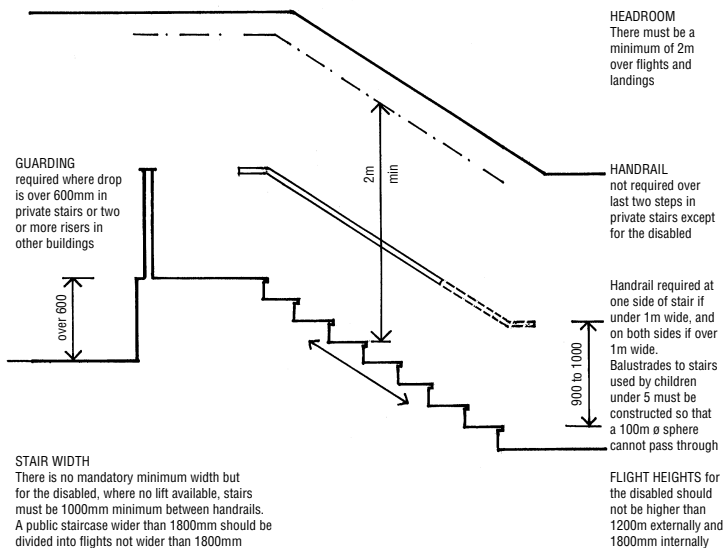 HEADROOM
There must be a
minimum of 2m
over flights and
landings
GUARDING
required where drop
is over 600mm in
private stairs or two
or more risers in
other buildings
2m
min
HANDRAIL
not required over
last two steps in
private stairs except
for the disabled
over 600
Handrail required at
one side of stair if
under 1m wide, and
on both sides if over
1m wide.
Balustrades to stairs
used by children
under 5 must be
constructed so that
a 100m ø sphere
cannot pass through
900 to 1000
STAIR WIDTH
There is no mandatory minimum width but
for the disabled, where no lift available, stairs
must be 1000mm minimum between handrails.
A public staircase wider than 1800mm should be
divided into flights not wider than 1800mm
FLIGHT HEIGHTS for
the disabled should
not be higher than
1200m externally and
1800mm internally